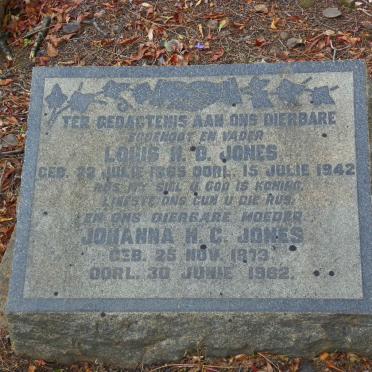 TER GEDAGTENIS AAN ONS DIERBARE
EGGENOOT EN VADER
LOUIS H. D. JONES
GEB. 22 JULIE 1865 OORL. 15 JULIE 1942
RUS MY SIEL U GOD IS KONING,
LIEFSTE ONS GUN U DIE RUS.
EN ONS DIERBARE MOEDER
JOHANNA H. C. JONES
GEB. 25 NOV. 1873
OORL. 30 JUNIE 1962.